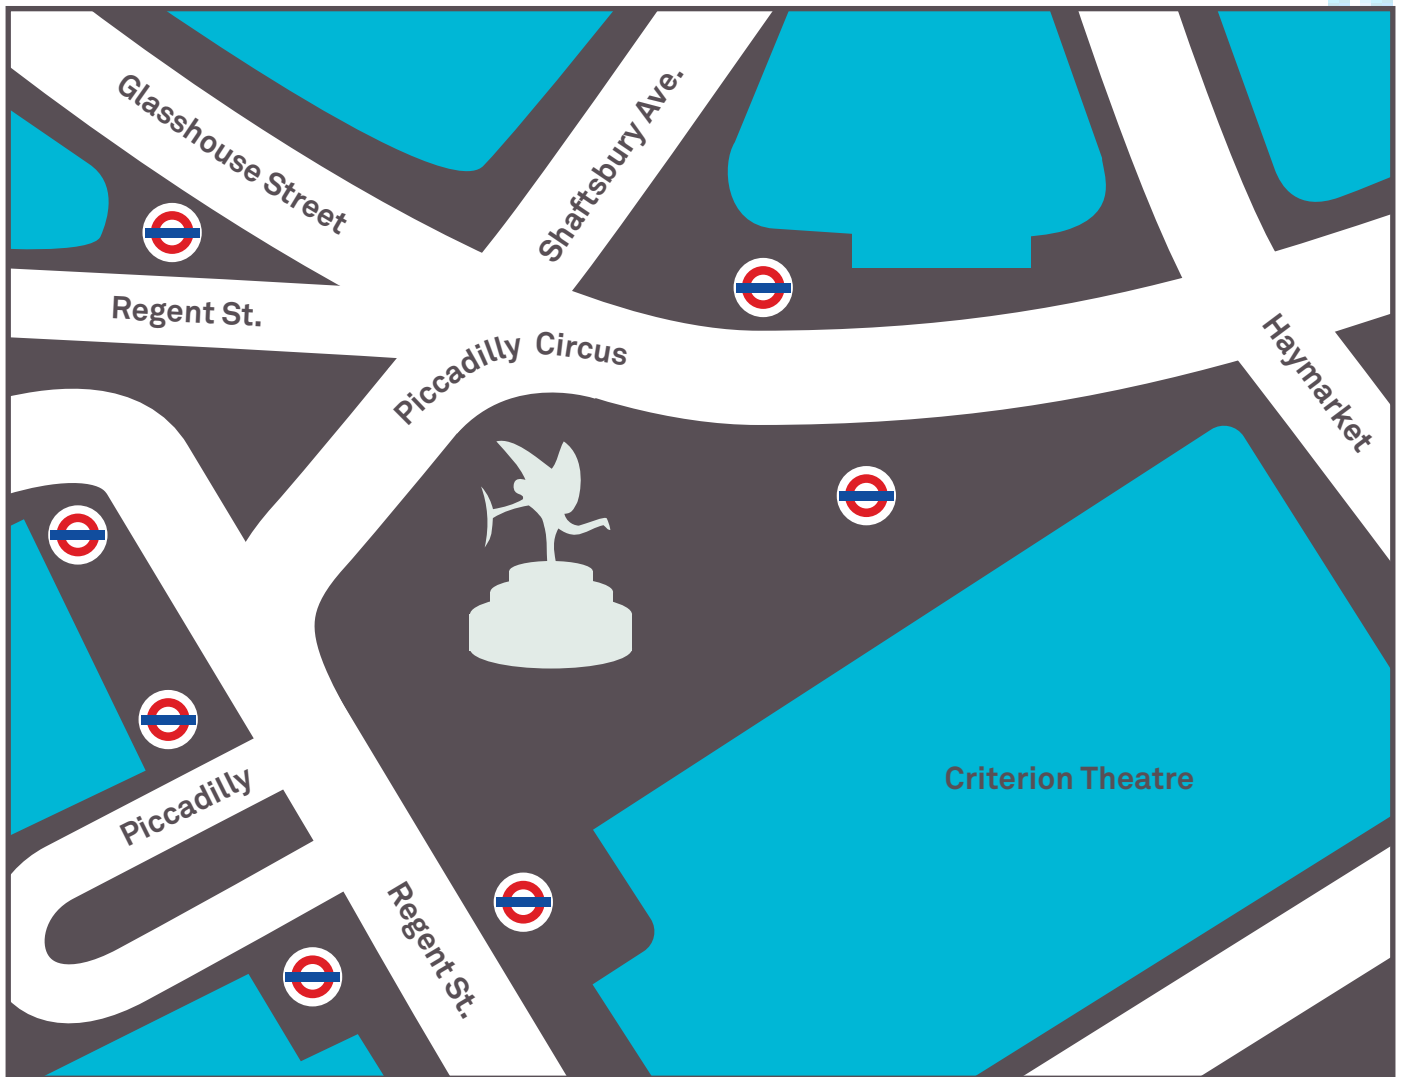 Glasshouse Street
Shaftsbury Ave.
Regent St.
Piccadilly Circus
Haymarket
Criterion Theatre
Piccadilly
Regent St.